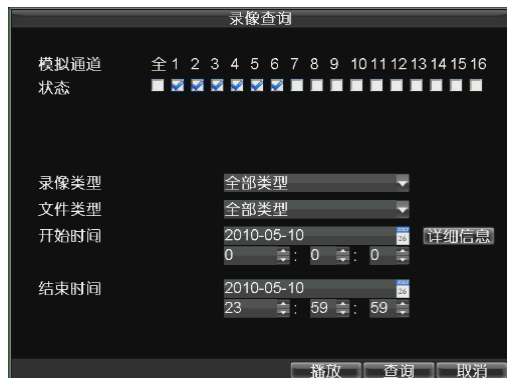 录像查询
模拟通道 全 1 2 3 4 5 6 7 8 9 10 11 12 13 14 15 16
状态
录像类型 全部类型
文件类型 全部类型
开始时间 2010-05-10 26 详细信息
0 : 0 : 0
结束时间 2010-05-10 26
23 : 59 : 59
播放 查询 取消